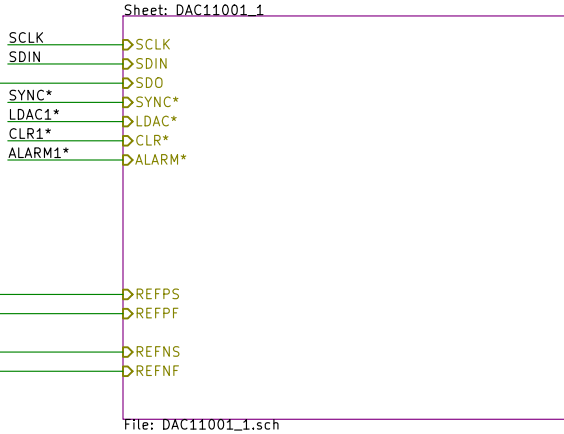 Sheet: DAC11001_1
SCLK SCLK
SDIN SDIN
SDO
SYNC* SYNC*
LDAC1* LDAC*
CLR1* CLR*
ALARM1* ALARM*
REFPS
REFPF
REFNS
REFNF
File: DAC11001_1.sch